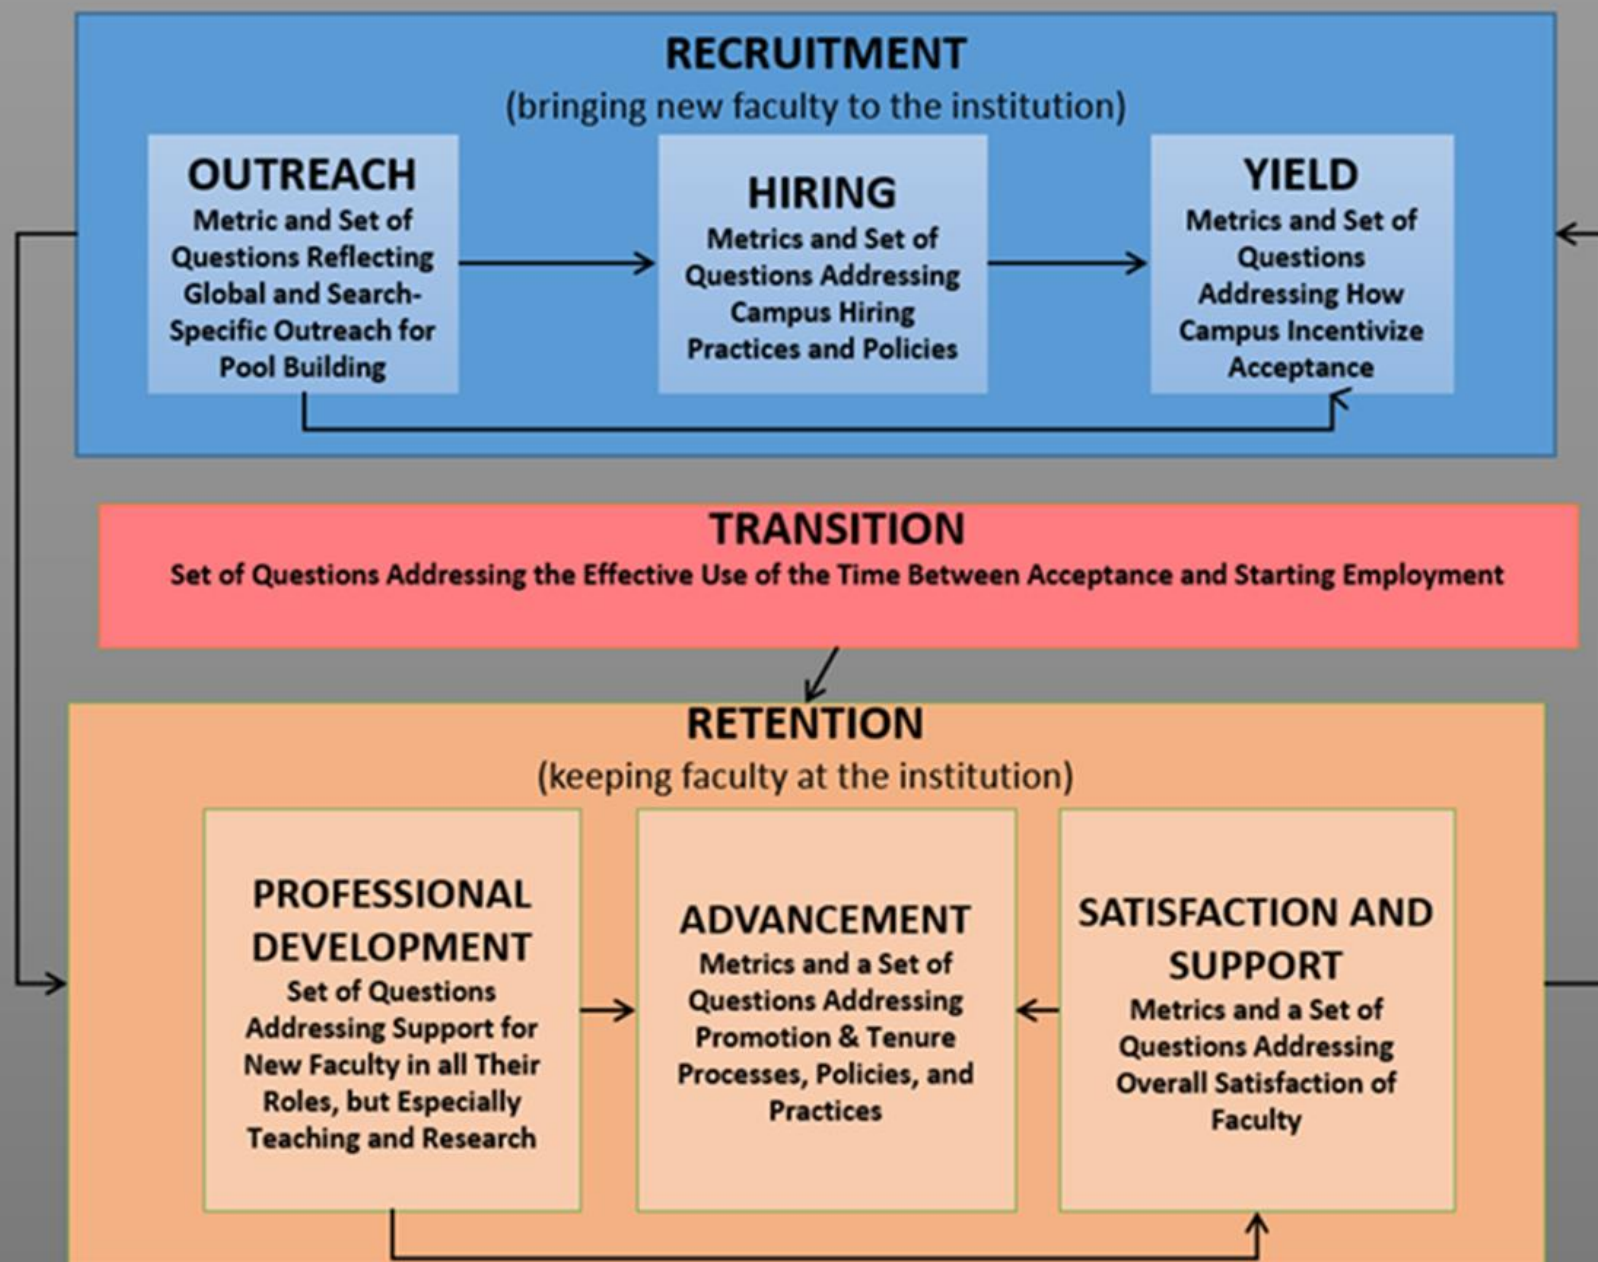 RECRUITMENT
(bringing new faculty to the institution)
OUTREACH
Metric and Set of
Questions Reflecting
Global and Search-
Specific Outreach for
Pool Building
HIRING
Metrics and Set of
Questions Addressing
Campus Hiring
Practices and Policies
YIELD
Metrics and Set of
Questions
Addressing How
Campus Incentivize
Acceptance
TRANSITION
Set of Questions Addressing the Effective Use of the Time Between Acceptance and Starting Employment
RETENTION
(keeping faculty at the institution)
PROFESSIONAL
DEVELOPMENT
Set of Questions
Addressing Support for
New Faculty in all Their
Roles, but Especially
Teaching and Research
ADVANCEMENT
Metrics and a Set of
Questions Addressing
Promotion & Tenure
Processes, Policies, and
Practices
SATISFACTION AND
SUPPORT
Metrics and a Set of
Questions Addressing
Overall Satisfaction of
Faculty